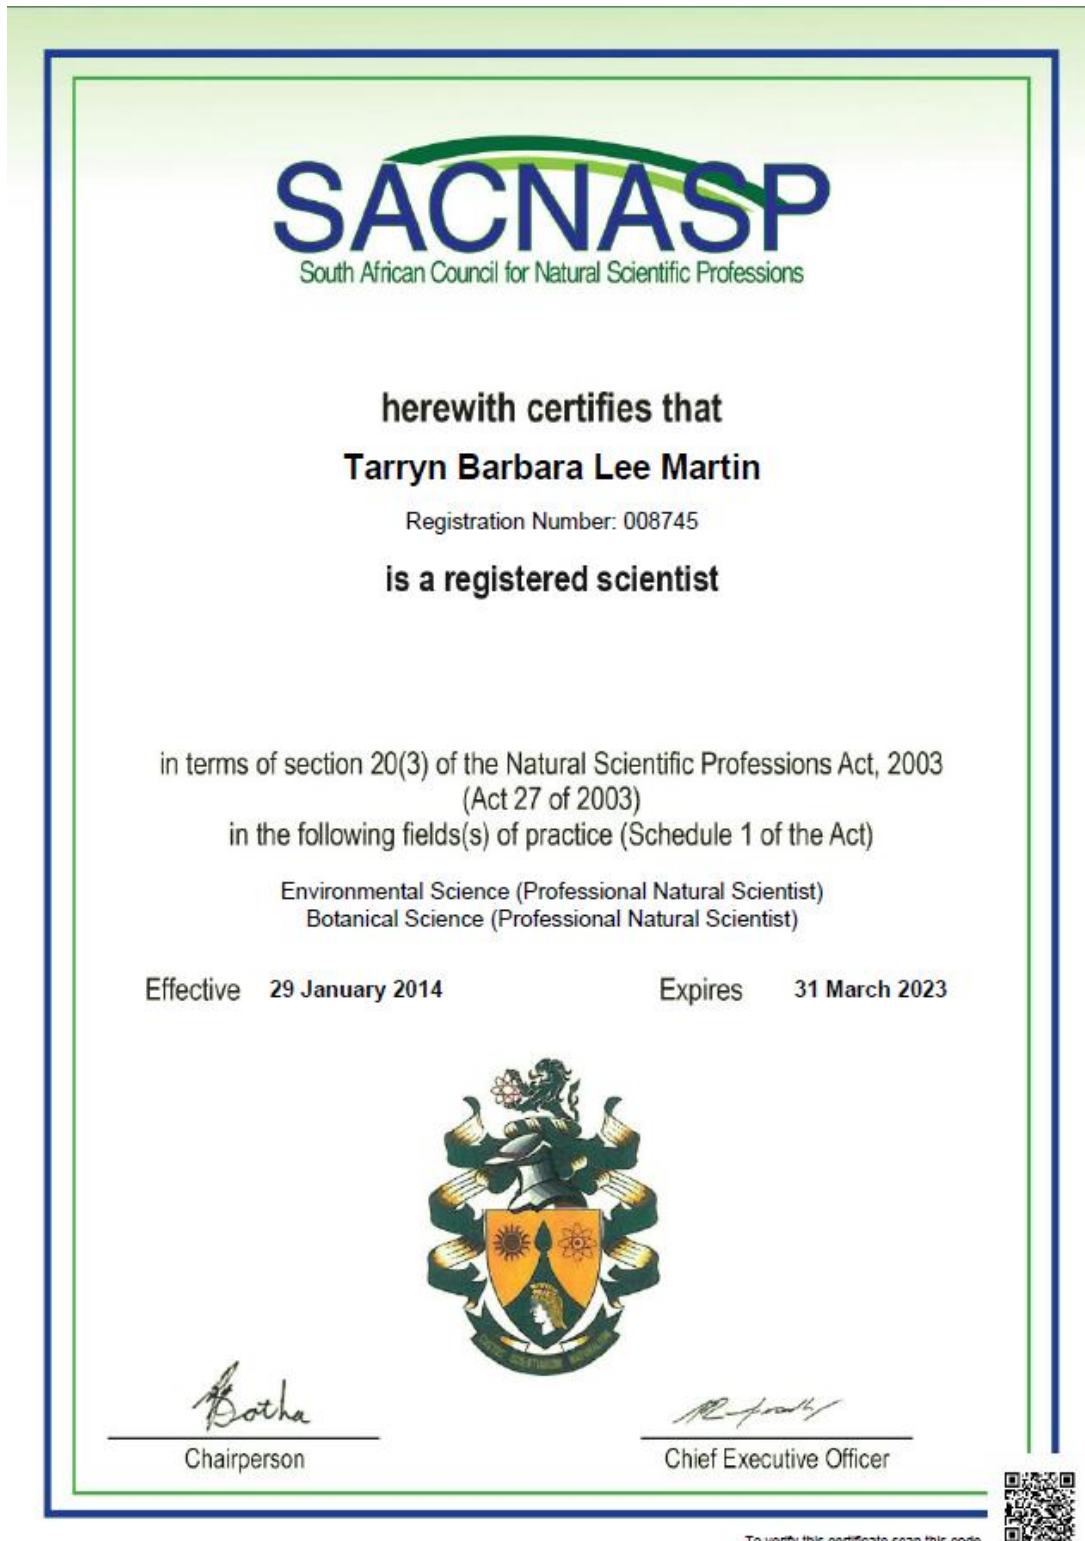 SACNASP
South African Council for Natural Scientific Professions
herewith certifies that
Tarryn Barbara Lee Martin
Registration Number: 008745
is a registered scientist
in terms of section 20(3) of the Natural Scientific Professions Act, 2003
(Act 27 of 2003)
in the following fields(s) of practice (Schedule 1 of the Act)
Environmental Science (Professional Natural Scientist)
Botanical Science (Professional Natural Scientist)
Effective 29 January 2014 Expires 31 March 2023
Botha
Chairperson
Chief Executive Officer
To verify this certificate scan this code